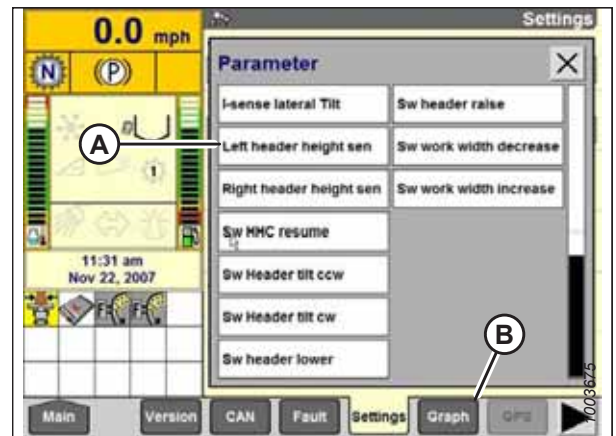 0.0 mph
Settings
N
(P)
A
1
11:31 am
Nov 22, 2007
Parameter
I-sense lateral Tilt
Sw header raise
Left header height sen
Sw work width decrease
Right header height sen
Sw work width increase
Sw HHC resume
Sw Header tilt ccw
Sw Header tilt cw
Sw header lower
B
Main
Version
CAN
Fault
Settings
Graph
GPS
1003675